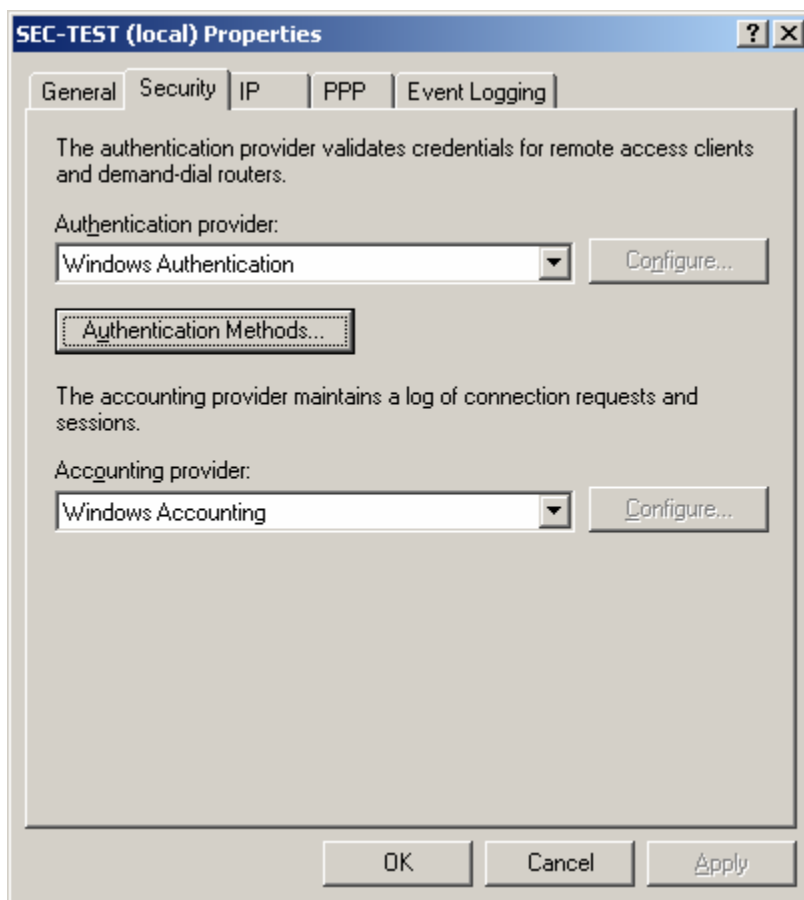 SEC-TEST (local) Properties
General Security IP PPP Event Logging
The authentication provider validates credentials for remote access clients
and demand-dial routers.
Authentication provider:
Windows Authentication Configure...
Authentication Methods...
The accounting provider maintains a log of connection requests and
sessions.
Accounting provider:
Windows Accounting Configure...
OK Cancel Apply